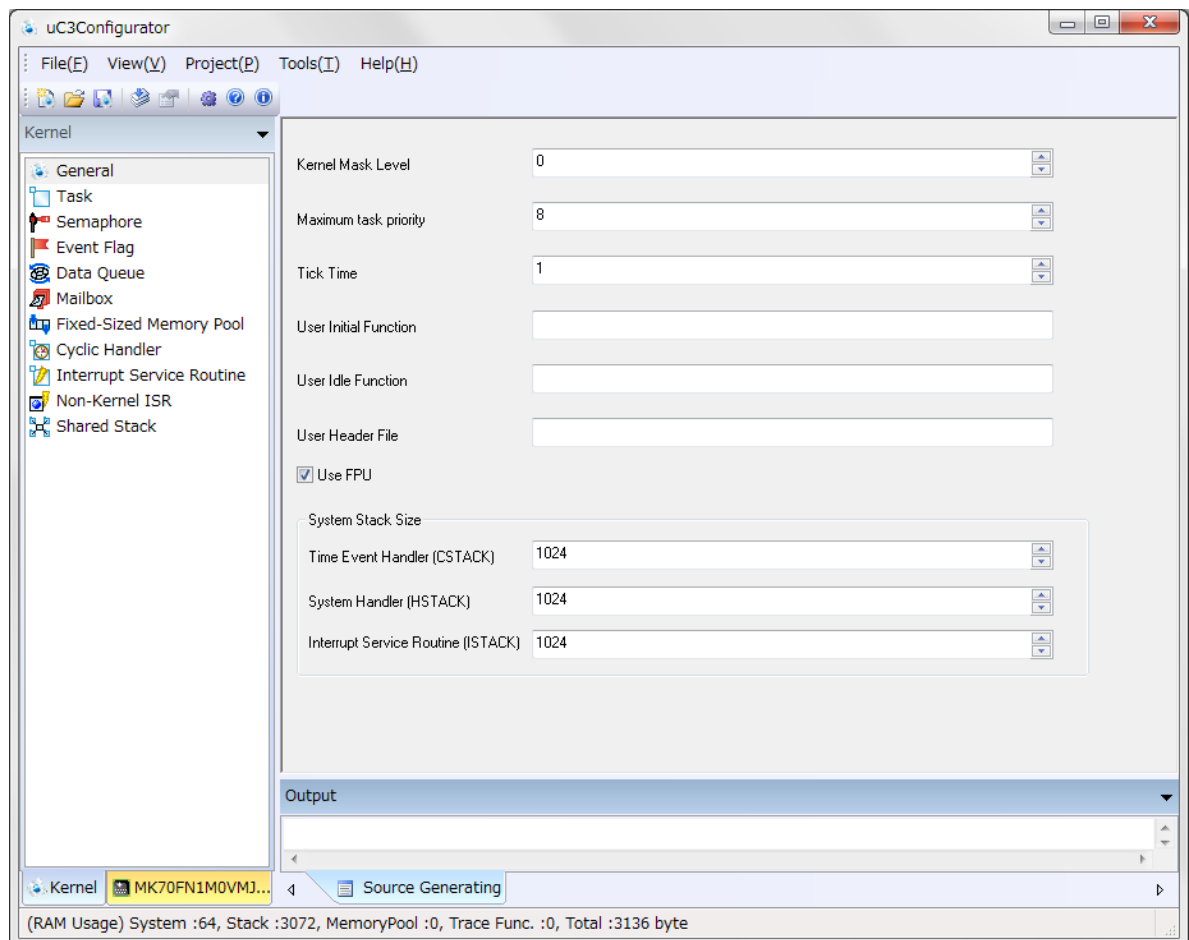 uC3Configurator
File(F) View(V) Project(P) Tools(T) Help(H)
Kernel
General
Task
Semaphore
Event Flag
Data Queue
Mailbox
Fixed-Sized Memory Pool
Cyclic Handler
Interrupt Service Routine
Non-Kernel ISR
Shared Stack
Kernel Mask Level 0
Maximum task priority 8
Tick Time 1
User Initial Function
User Idle Function
User Header File
Use FPU
System Stack Size
Time Event Handler (CSTACK) 1024
System Handler (HSTACK) 1024
Interrupt Service Routine (ISTACK) 1024
Output
Kernel MK70FN1M0VMJ...
Source Generating
(RAM Usage) System :64, Stack :3072, MemoryPool :0, Trace Func. :0, Total :3136 byte